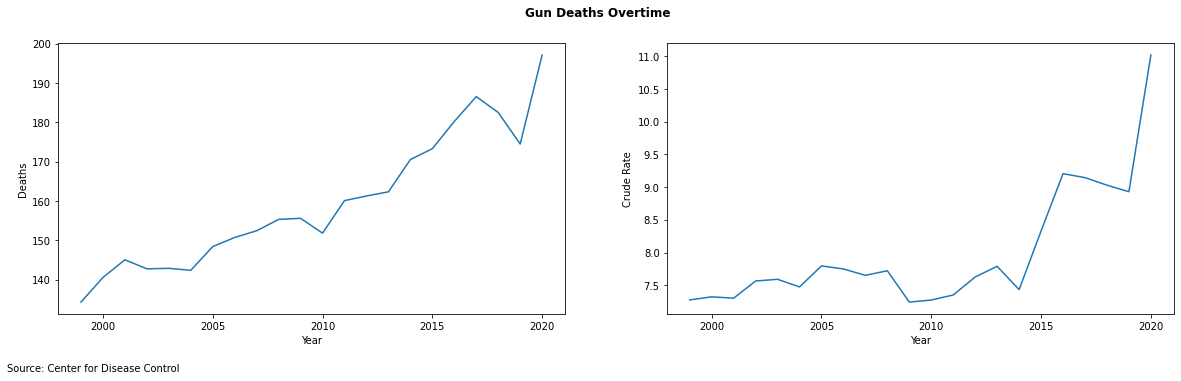 Gun Deaths Overtime
200
190
180
170
160
150
140
Deaths
2000 2005 2010 2015 2020
Year
11.0
10.5
10.0
9.5
9.0
8.5
8.0
7.5
Crude Rate
2000 2005 2010 2015 2020
Year
Source: Center for Disease Control